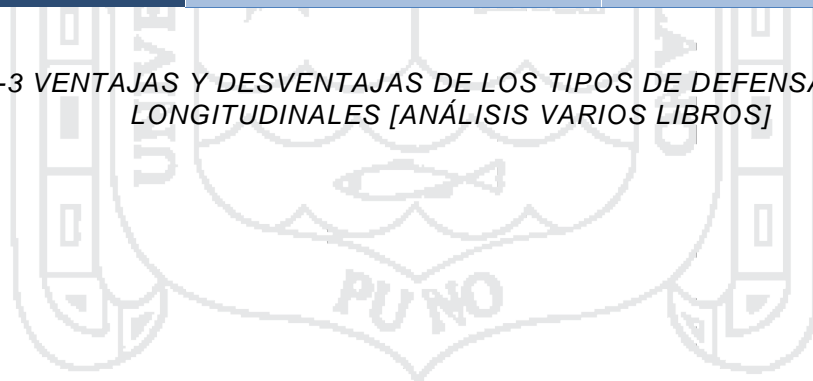 -3 VENTAJAS Y DESVENTAJAS DE LOS TIPOS DE DEFENSA
LONGITUDINALES [ANÁLISIS VARIOS LIBROS]
PUNO